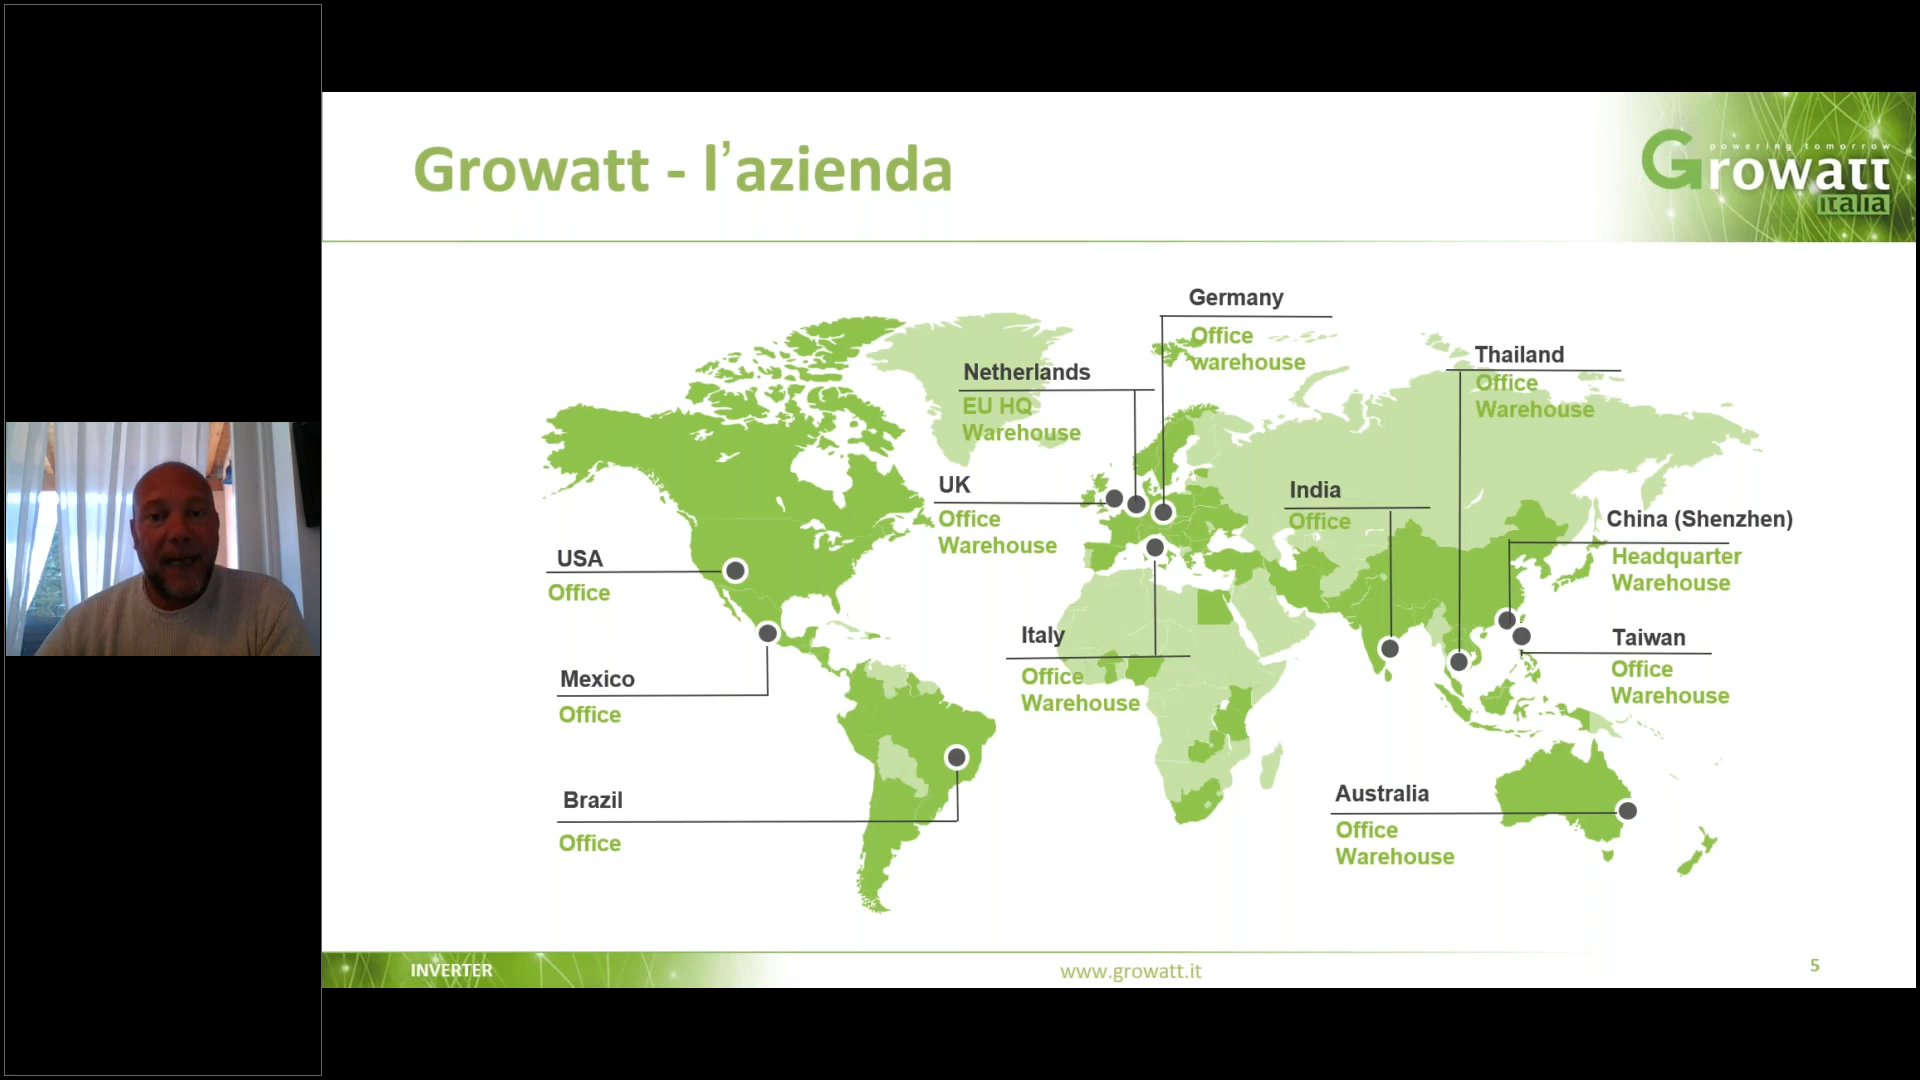 Growatt - l’azienda
powering tomorrow
Growatt
italia
Germany
Office
warehouse
Netherlands
EU HQ
Warehouse
Thailand
Office
Warehouse
UK
Office
Warehouse
India
Office
China (Shenzhen)
Headquarter
Warehouse
USA
Office
Italy
Office
Warehouse
Taiwan
Office
Warehouse
Mexico
Office
Brazil
Office
Australia
Office
Warehouse
INVERTER
www.growatt.it
5